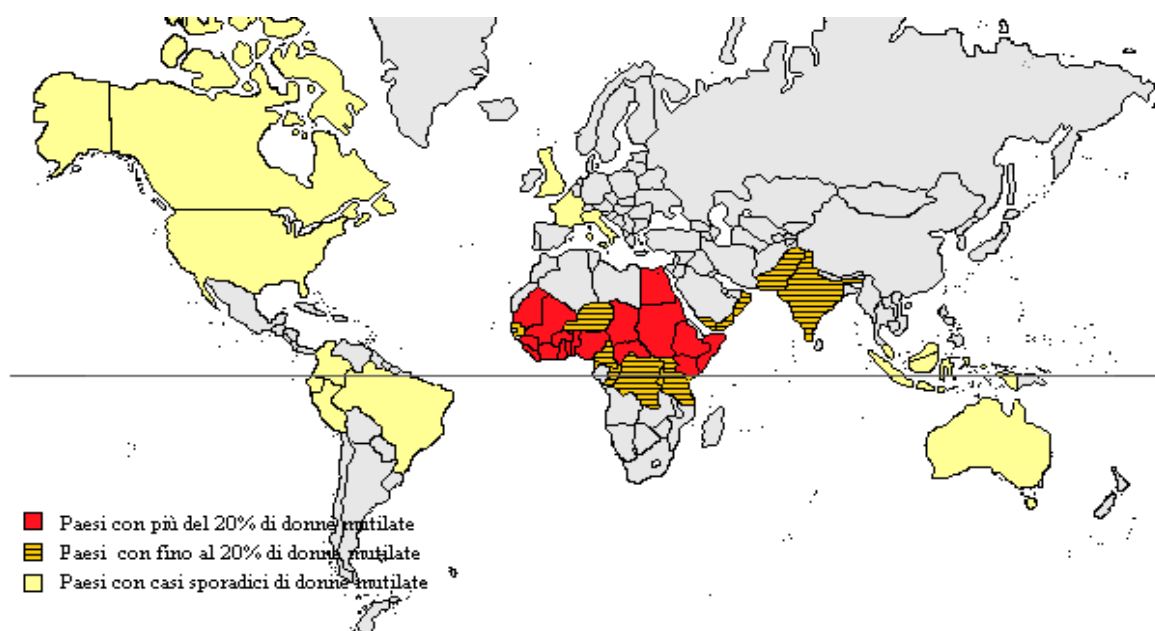 Paesi con più del 20% di donne mutilate
Paesi con fino al 20% di donne mutilate
Paesi con casi sporadici di donne mutilate